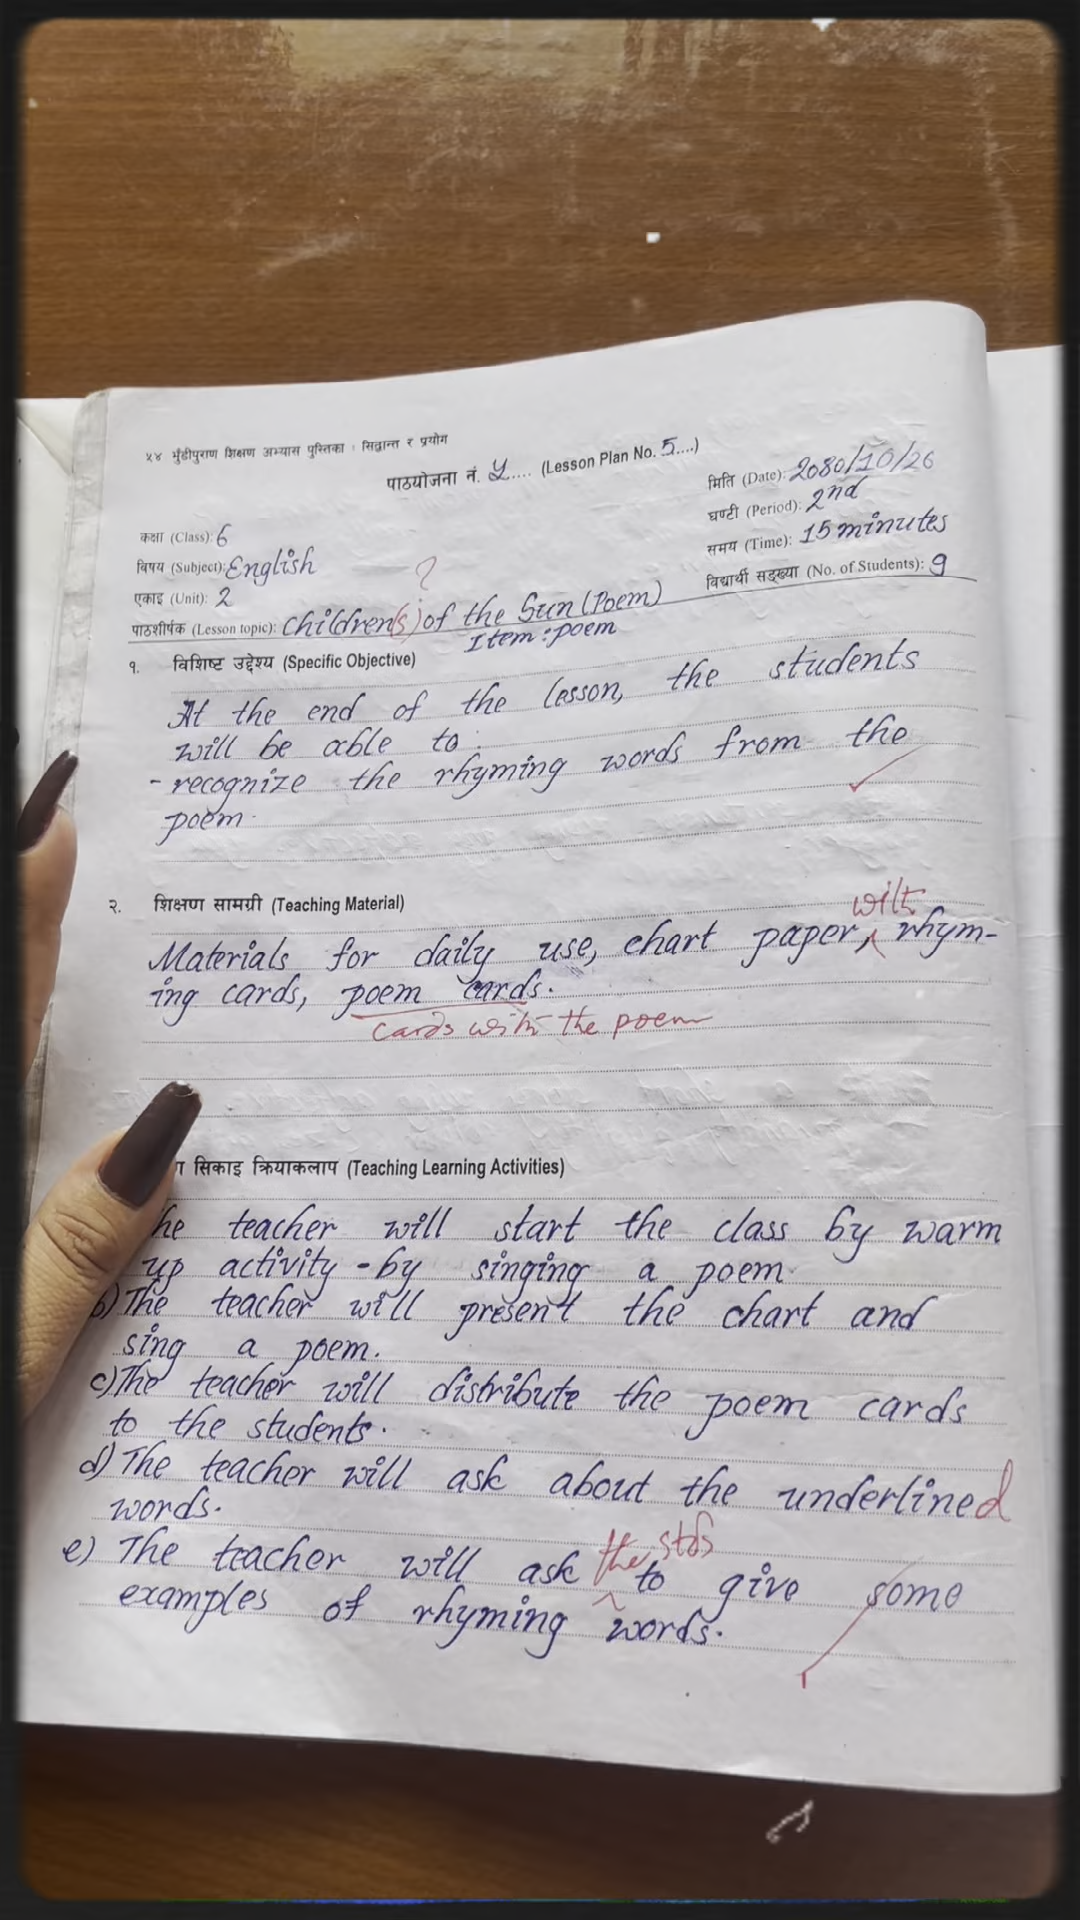 ५४ भुँडीपुराण शिक्षण अभ्यास पुस्तिका : सिद्धान्त र प्रयोग
पाठयोजना नं. ५.... (Lesson Plan No. 5....)
मिति (Date): 2080/10/26
घण्टी (Period): 2nd
कक्षा (Class): 6
समय (Time): 15 minutes
विषय (Subject): English
विद्यार्थी सङ्ख्या (No. of Students): 9
एकाइ (Unit): 2
?
पाठशीर्षक (Lesson topic): children(s) of the Sun (Poem)
Item : poem
१. विशिष्ट उद्देश्य (Specific Objective)
At the end of the lesson, the students
will be able to :
- recognize the rhyming words from the
poem.
२. शिक्षण सामग्री (Teaching Material)
with
Materials for daily use, chart paper, rhym-
ing cards, poem cards.
cards with the poem
सिकाइ क्रियाकलाप (Teaching Learning Activities)
he teacher will start the class by warm
up activity - by singing a poem.
b) The teacher will present the chart and
sing a poem.
c) The teacher will distribute the poem cards
to the students.
d) The teacher will ask about the underlined
words.
the stds
e) The teacher will ask to give some
examples of rhyming words.